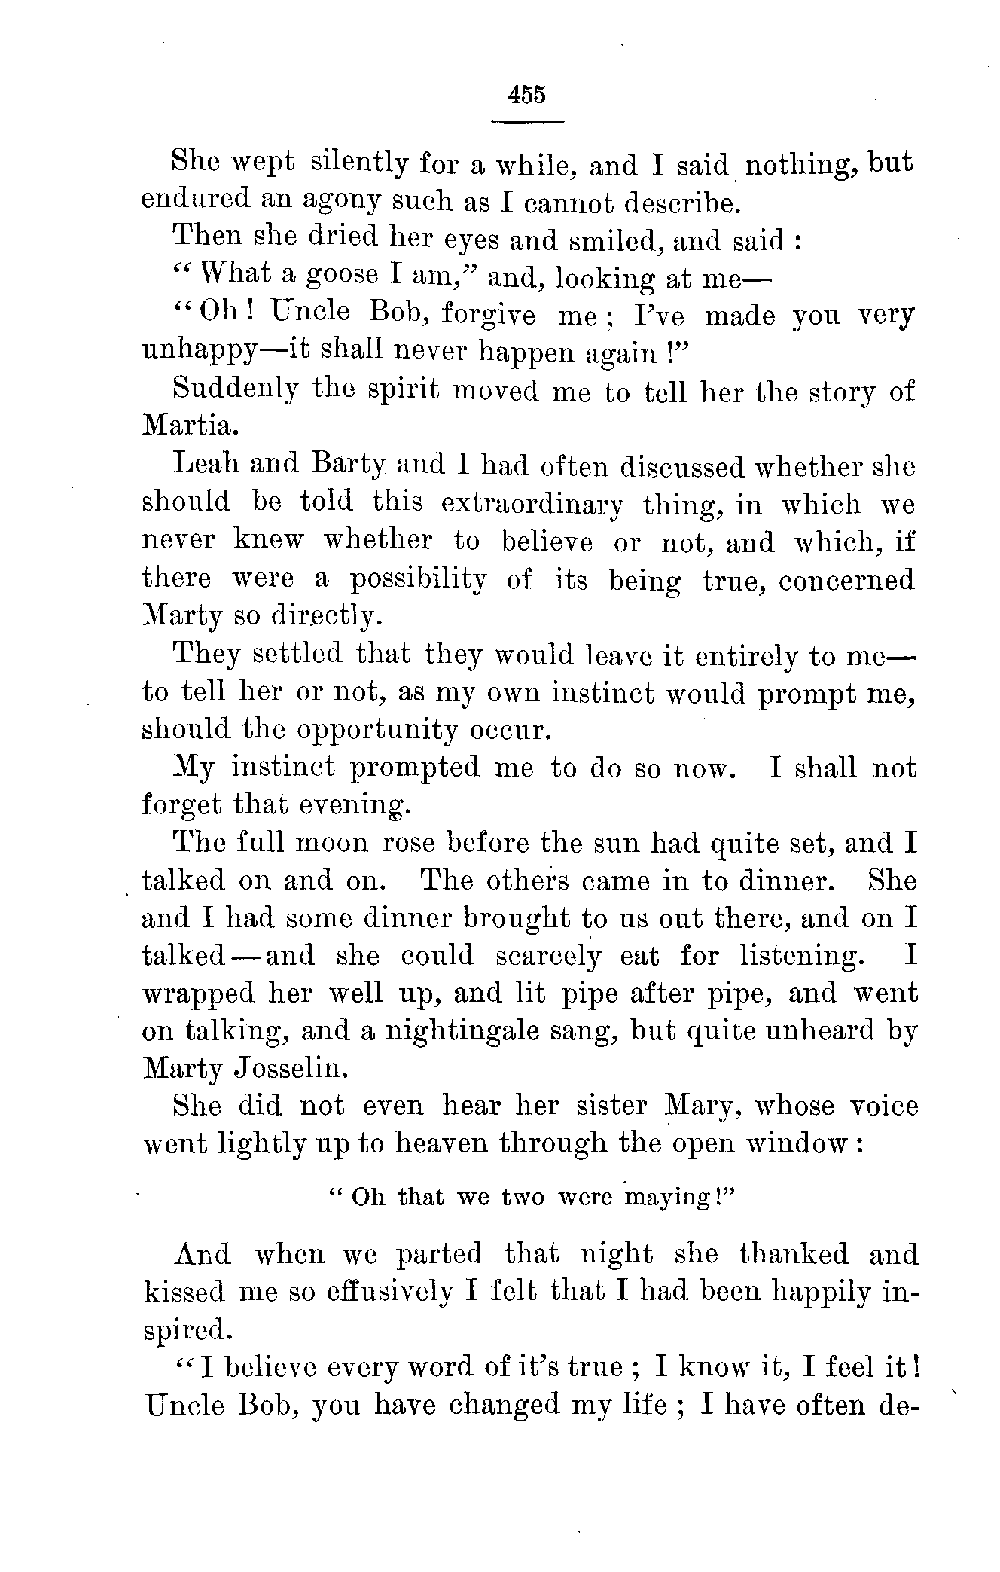 455
She wept silently for a while, and I said nothing, but
endured an agony such as I cannot describe.
Then she dried her eyes and smiled, and said :
“ What a goose I am,” and, looking at me—
“ Oh ! Uncle Bob, forgive me ; I’ve made you very
unhappy—it shall never happen again !”
Suddenly the spirit moved me to tell her the story of
Martia.
Leah and Barty and I had often discussed whether she
should be told this extraordinary thing, in which we
never knew whether to believe or not, and which, if
there were a possibility of its being true, concerned
Marty so directly.
They settled that they would leave it entirely to me—
to tell her or not, as my own instinct would prompt me,
should the opportunity occur.
My instinct prompted me to do so now. I shall not
forget that evening.
The full moon rose before the sun had quite set, and I
talked on and on. The others came in to dinner. She
and I had some dinner brought to us out there, and on I
talked—and she could scarcely eat for listening. I
wrapped her well up, and lit pipe after pipe, and went
on talking, and a nightingale sang, but quite unheard by
Marty Josselin.
She did not even hear her sister Mary, whose voice
went lightly up to heaven through the open window :
“ Oh that we two were maying!”
And when we parted that night she thanked and
kissed me so effusively I felt that I had been happily in-
spired.
“ I believe every word of it’s true ; I know it, I feel it!
Uncle Bob, you have changed my life ; I have often de-